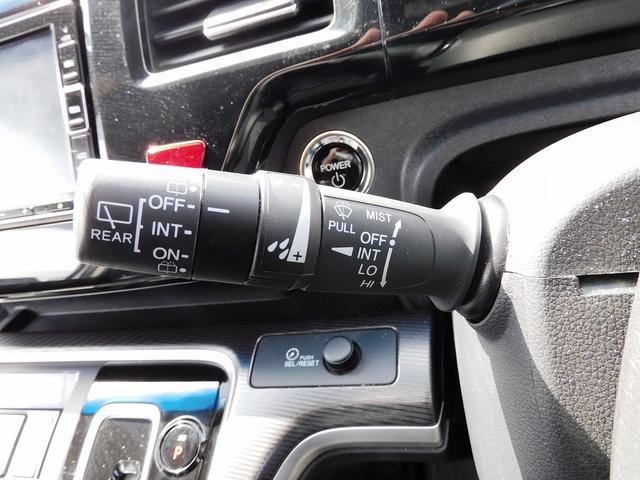 POWER
OFF
REAR
INT
ON
MIST
PULL
OFF
INT
LO
HI
+
PUSH
SEL/RESET
P